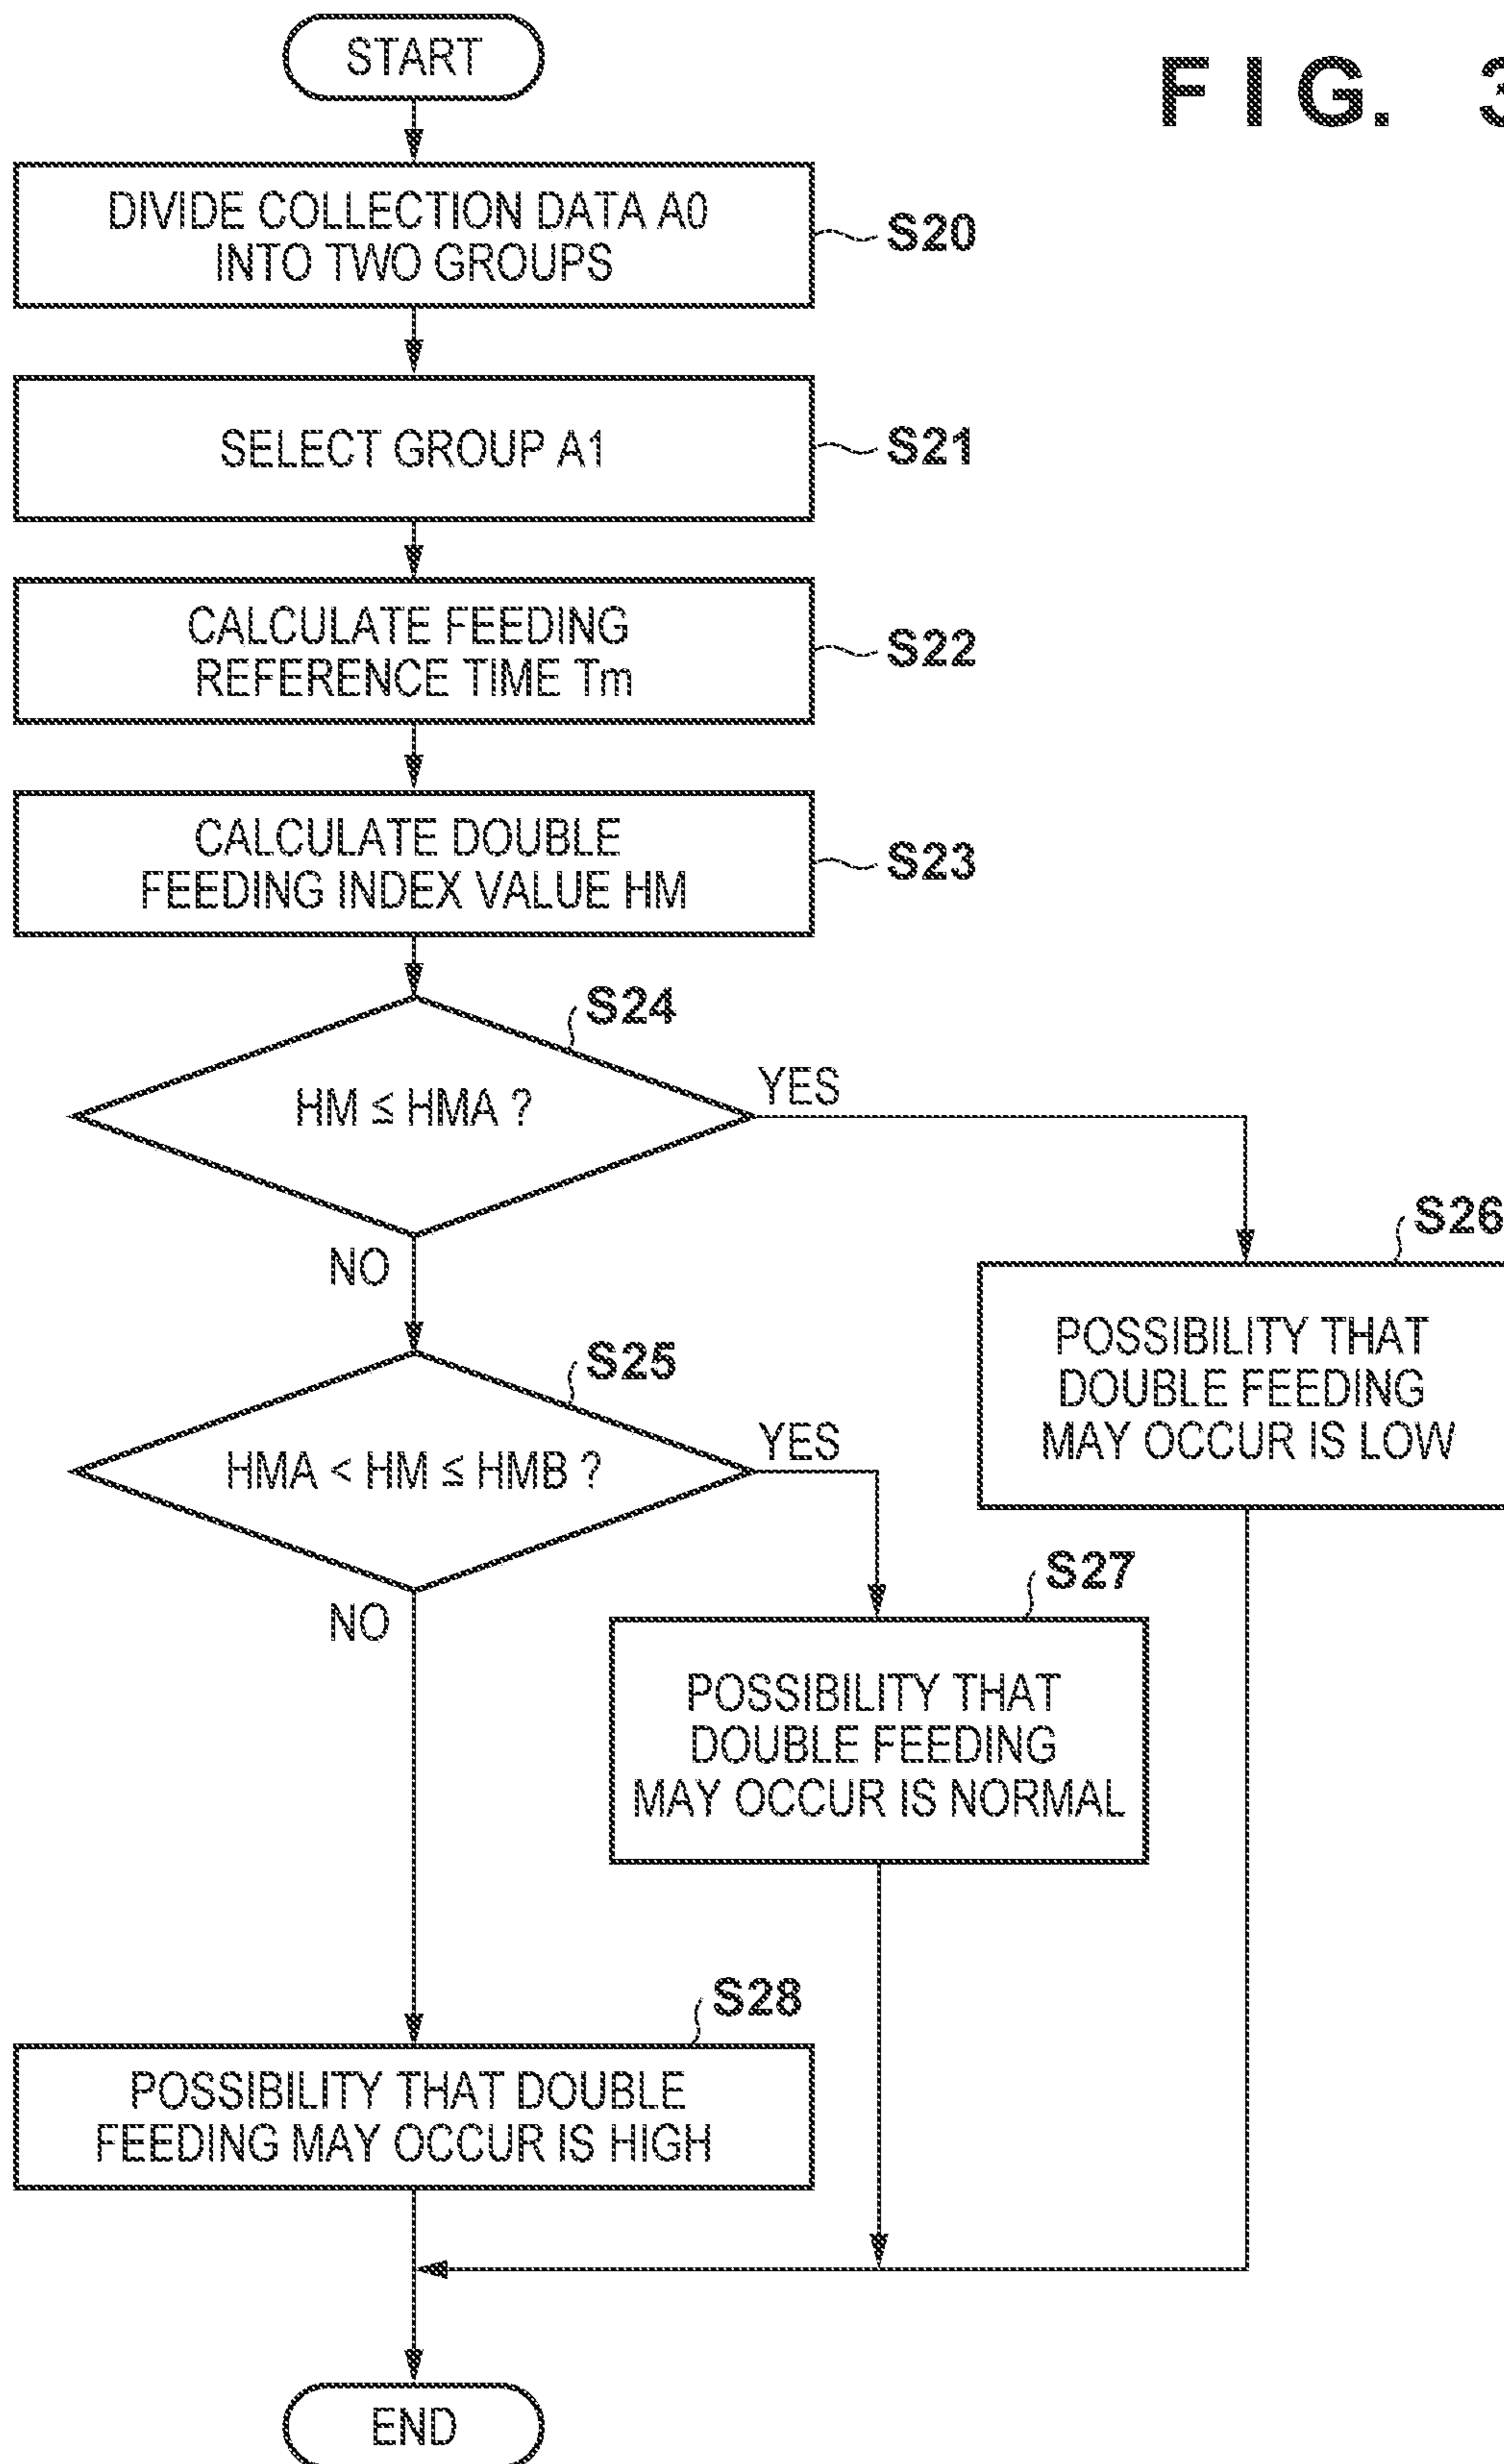 START
FIG. 3
DIVIDE COLLECTION DATA A0
INTO TWO GROUPS
S20
SELECT GROUP A1
S21
CALCULATE FEEDING
REFERENCE TIME Tm
S22
CALCULATE DOUBLE
FEEDING INDEX VALUE HM
S23
S24
HM ≤ HMA ?
YES
NO
S26
POSSIBILITY THAT
DOUBLE FEEDING
MAY OCCUR IS LOW
S25
HMA < HM ≤ HMB ?
YES
NO
S27
POSSIBILITY THAT
DOUBLE FEEDING
MAY OCCUR IS NORMAL
S28
POSSIBILITY THAT DOUBLE
FEEDING MAY OCCUR IS HIGH
END